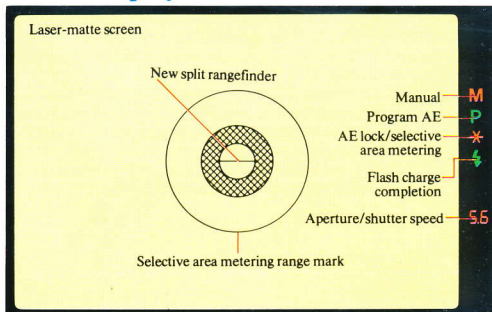 Laser-matte screen
New split rangefinder
Manual M
Program AE P
AE lock/selective
area metering *
Flash charge
completion
Aperture/shutter speed 5.6
Selective area metering range mark